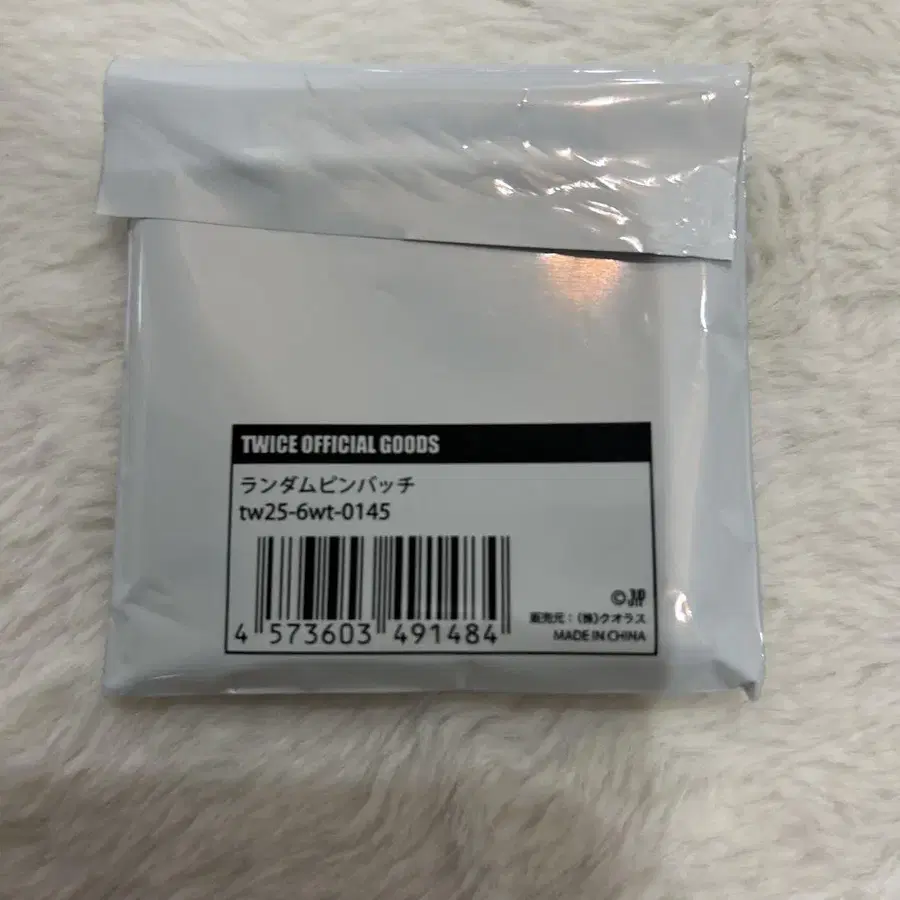 TWICE OFFICIAL GOODS
ランダムピンバッチ
tw25-6wt-0145
4 573603 491484
©
販売元：(株)クオラス
MADE IN CHINA